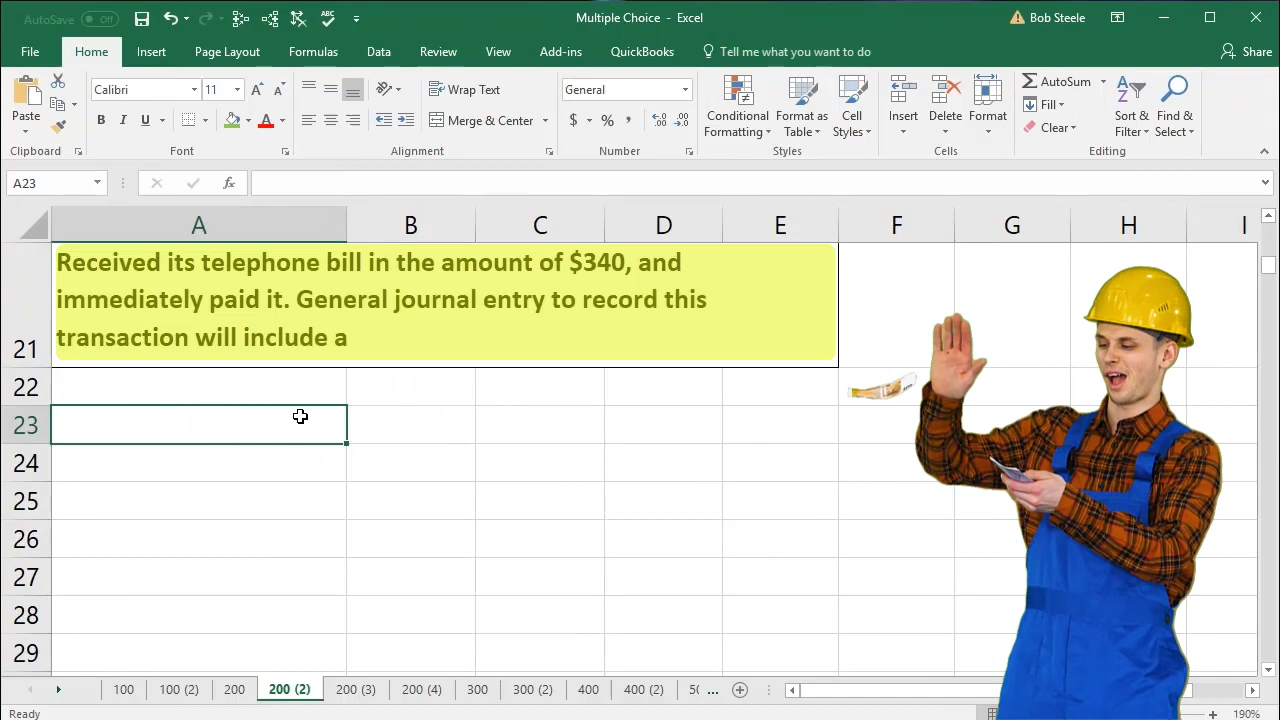 AutoSave Off
Multiple Choice - Excel
Bob Steele
File Home Insert Page Layout Formulas Data Review View Add-ins QuickBooks Tell me what you want to do Share
Paste
Clipboard
Calibri 11
B I U
Font
Wrap Text
Merge & Center
Alignment
General
$ % ,
Number
Conditional Formatting
Format as Table
Cell Styles
Styles
Insert Delete Format
Cells
AutoSum
Fill
Clear
Sort & Filter
Find & Select
Editing
A23
fx
A B C D E F G H I
Received its telephone bill in the amount of $340, and
immediately paid it. General journal entry to record this
transaction will include a
21
22
23
24
25
26
27
28
29
100 100 (2) 200 200 (2) 200 (3) 200 (4) 300 300 (2) 400 400 (2) ...
Ready
190%